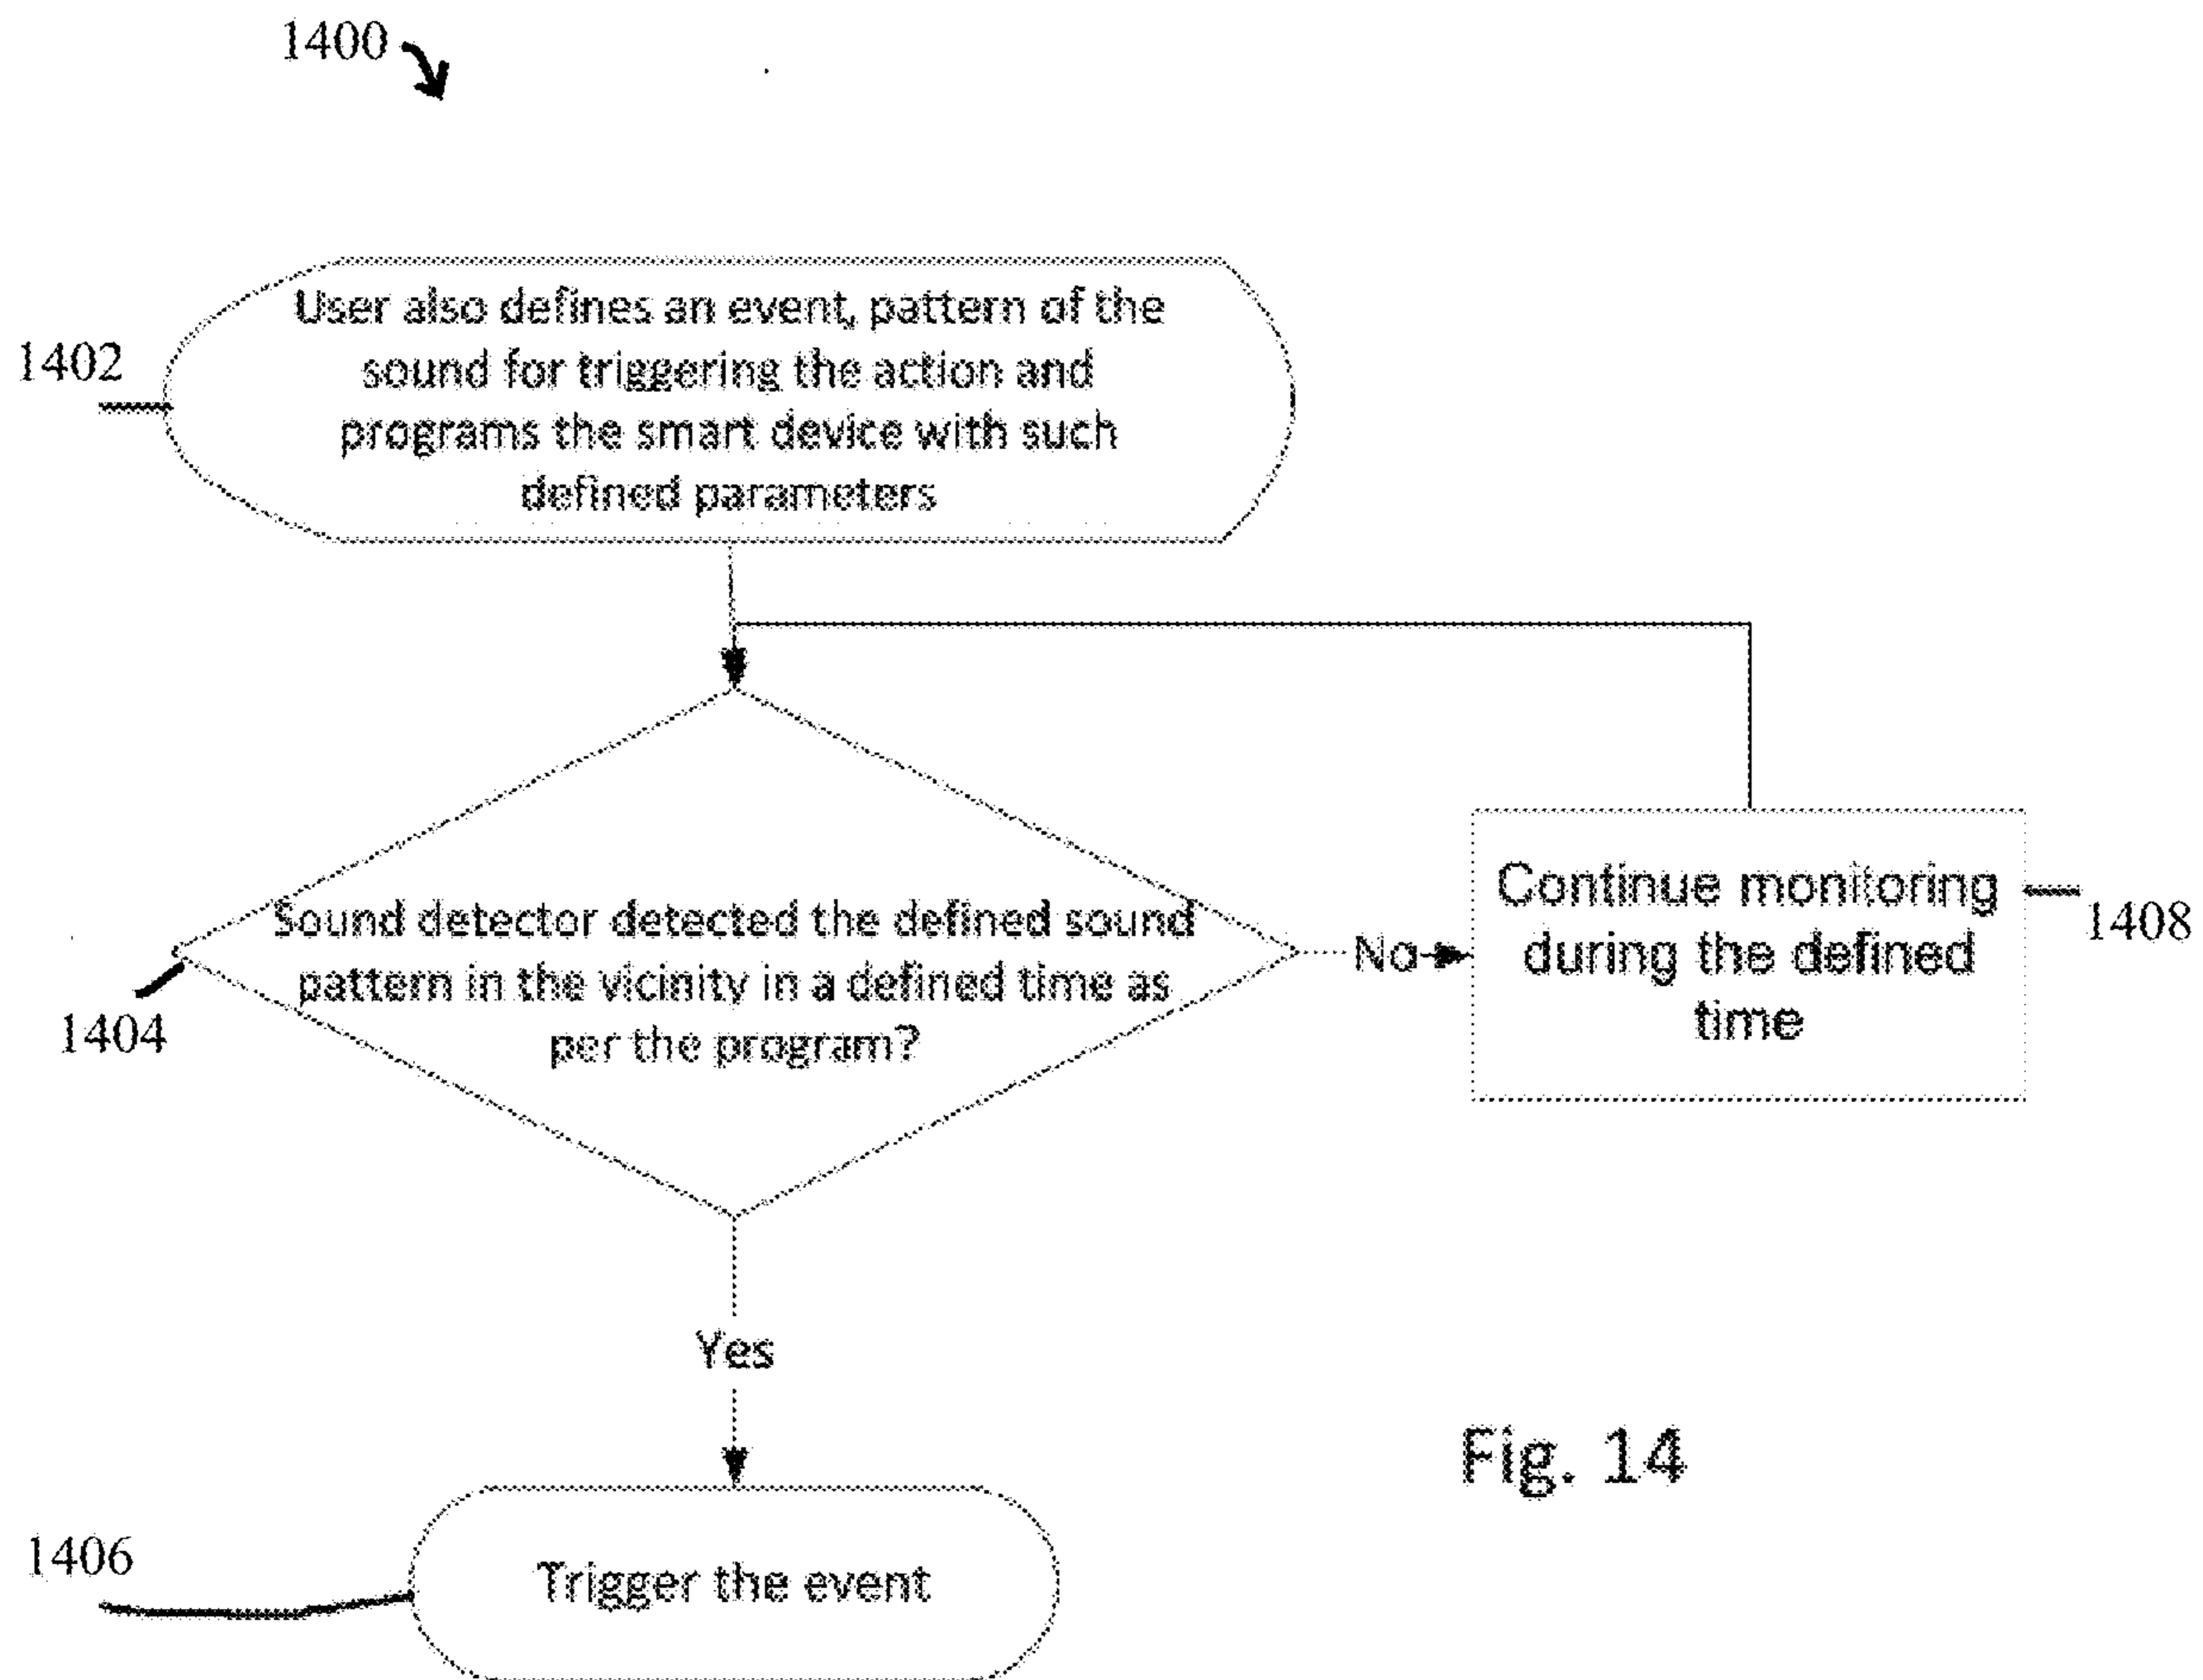 1400
User also defines an event, pattern of the
sound for triggering the action and
programs the smart device with such
defined parameters
1402
Sound detector detected the defined sound
pattern in the vicinity in a defined time as
per the program?
1404
No
Continue monitoring
during the defined
time
1408
Yes
Trigger the event
1406
Fig. 14